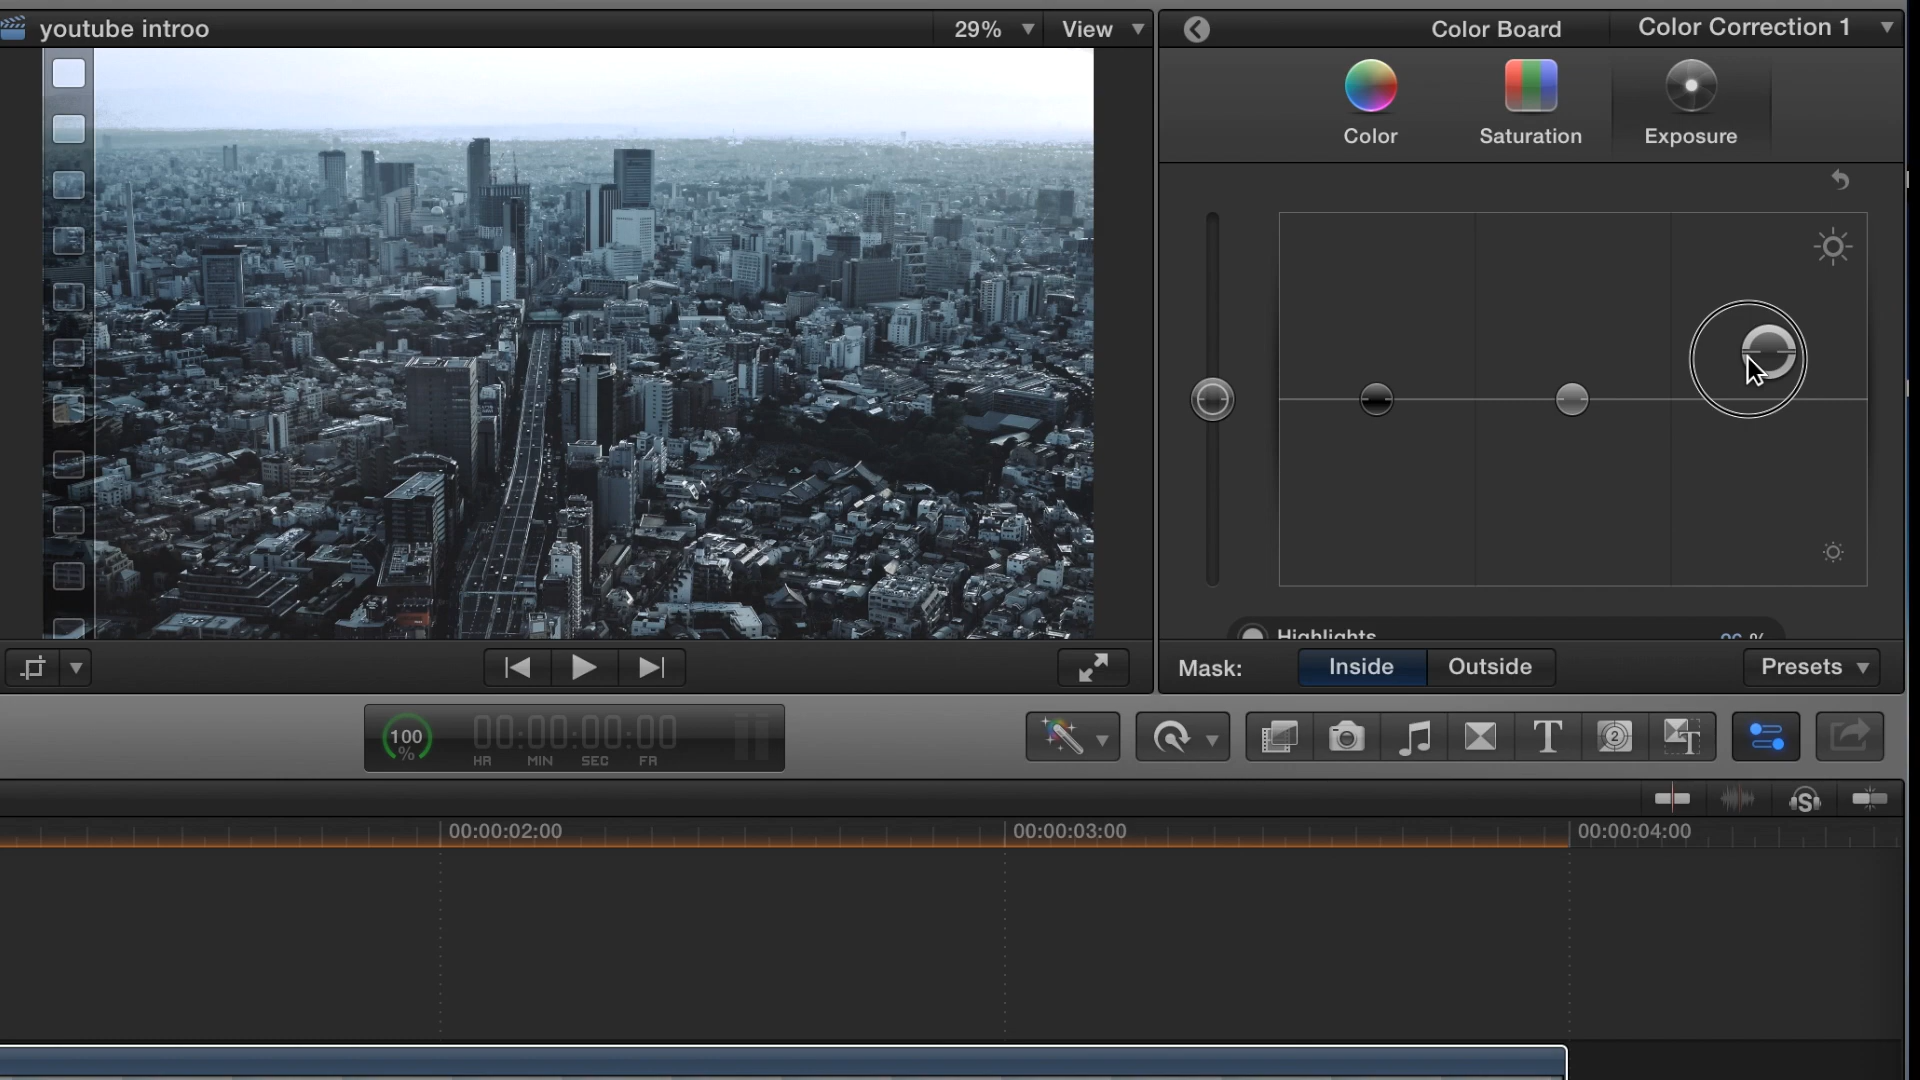 youtube introo
29%
View
Color Board
Color Correction 1
Color
Saturation
Exposure
Highlights
%
Mask:
Inside
Outside
Presets
100
%
00:00:00:00
HR MIN SEC FR
T
2
T
S
00:00:02:00
00:00:03:00
00:00:04:00